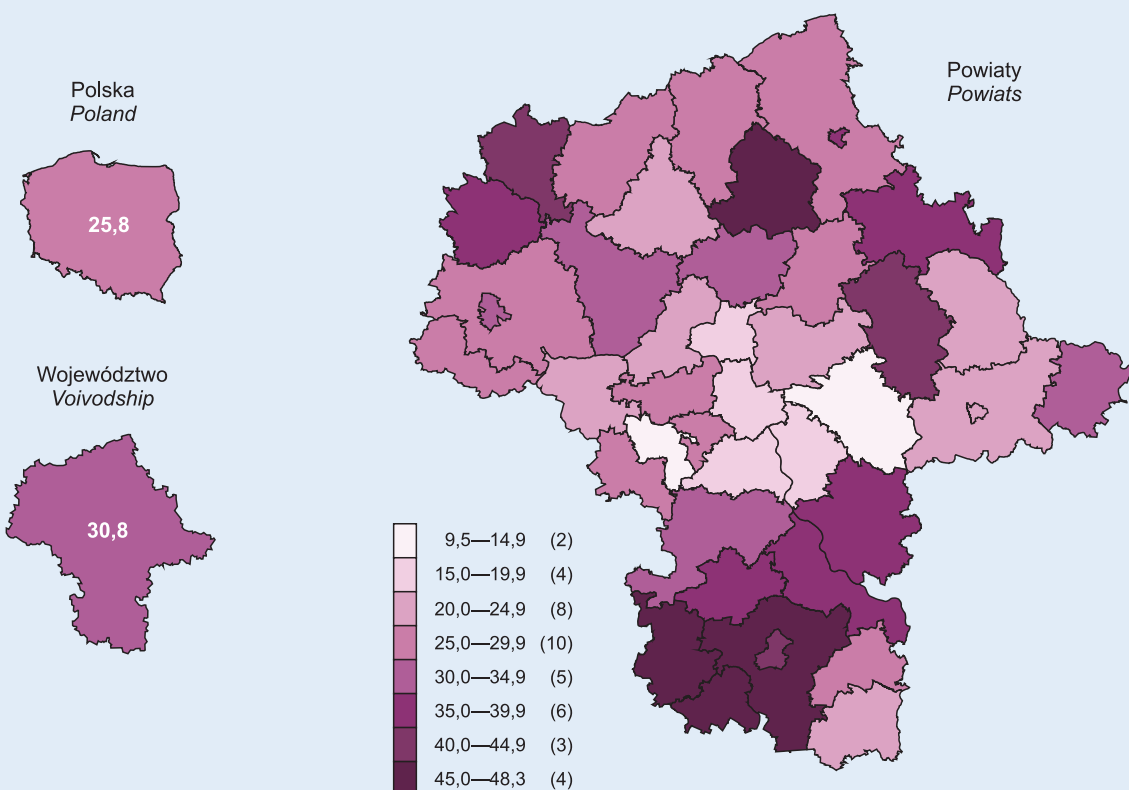 Polska
Poland
25,8
Województwo
Voivodship
30,8
Powiaty
Powiats
9,5—14,9 (2)
15,0—19,9 (4)
20,0—24,9 (8)
25,0—29,9 (10)
30,0—34,9 (5)
35,0—39,9 (6)
40,0—44,9 (3)
45,0—48,3 (4)